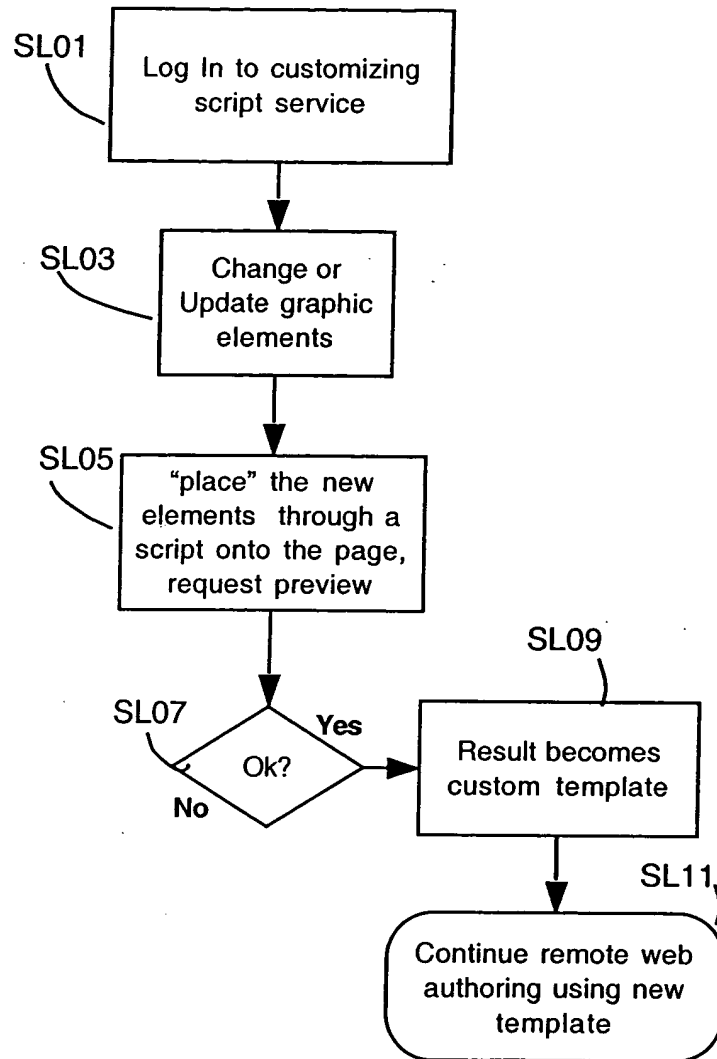 SL01
Log In to customizing
script service
SL03
Change or
Update graphic
elements
SL05
“place” the new
elements through a
script onto the page,
request preview
SL09
SL07
Yes
Ok?
No
Result becomes
custom template
SL11
Continue remote web
authoring using new
template